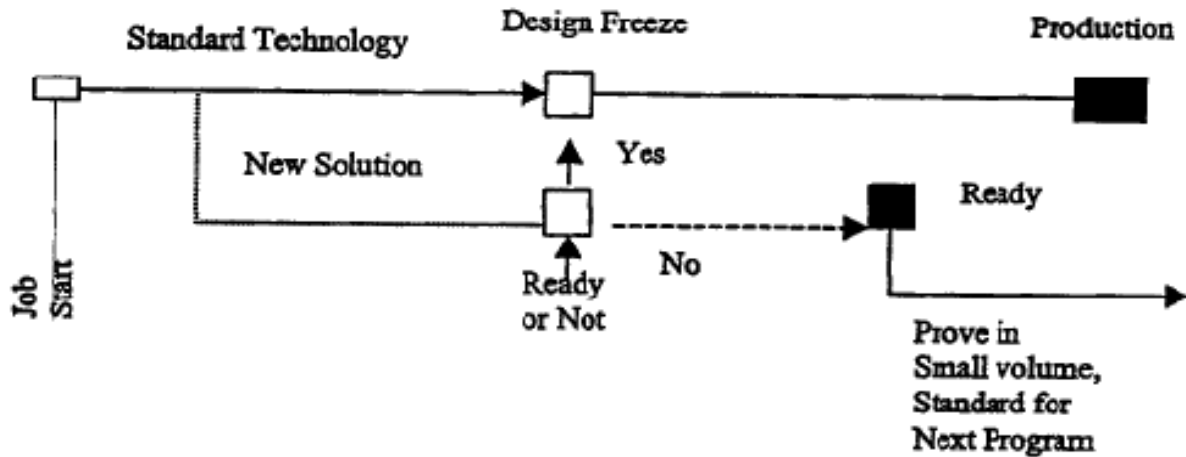 Standard Technology
Design Freeze
Production
New Solution
Yes
Ready
No
Job
Start
Ready
or Not
Prove in
Small volume,
Standard for
Next Program